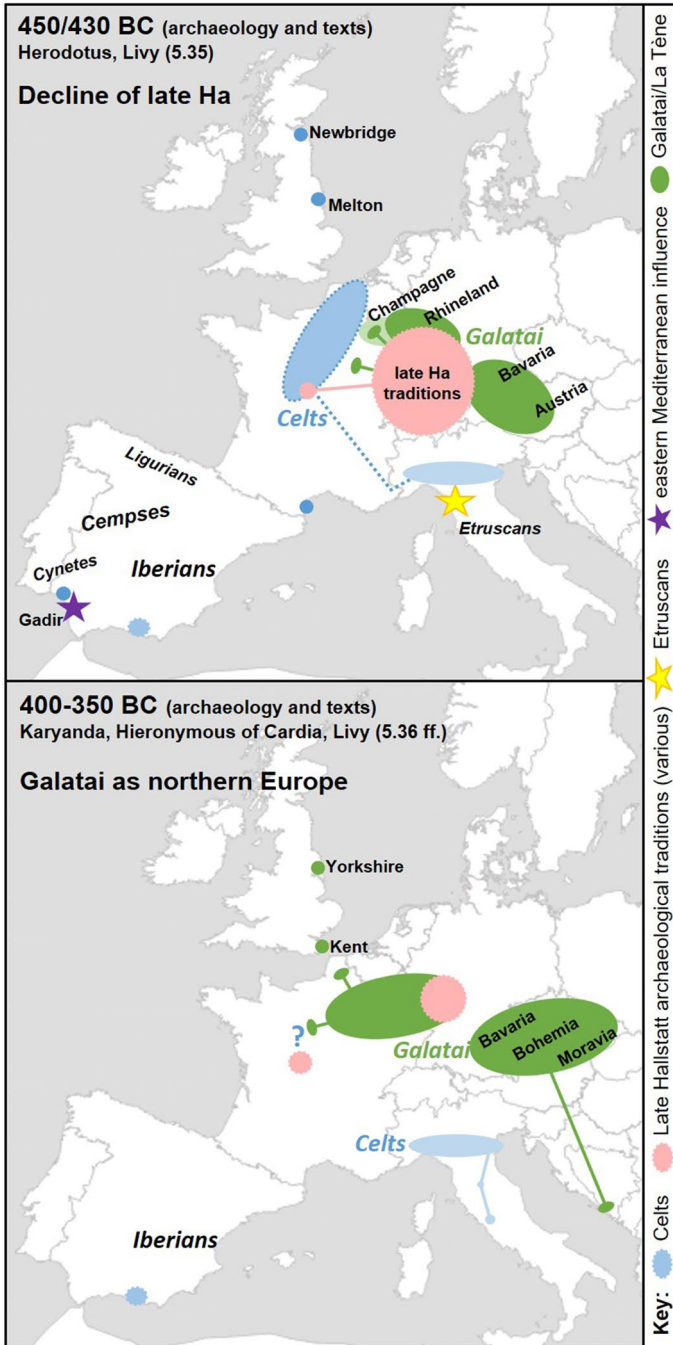 450/430 BC (archaeology and texts)
Herodotus, Livy (5.35)
Decline of late Ha
Newbridge
Melton
Champagne
Rhineland
Galatai
late Ha
traditions
Bavaria
Austria
Celts
Ligurians
Cempses
Cynetes
Iberians
Gadir
Etruscans
400-350 BC (archaeology and texts)
Karyanda, Hieronymous of Cardia, Livy (5.36 ff.)
Galatai as northern Europe
Yorkshire
Kent
?
Galatai
Bavaria
Bohemia
Moravia
Celts
Iberians
Key: Celts Late Hallstatt archaeological traditions (various) Etruscans eastern Mediterranean influence Galatai/La Tène